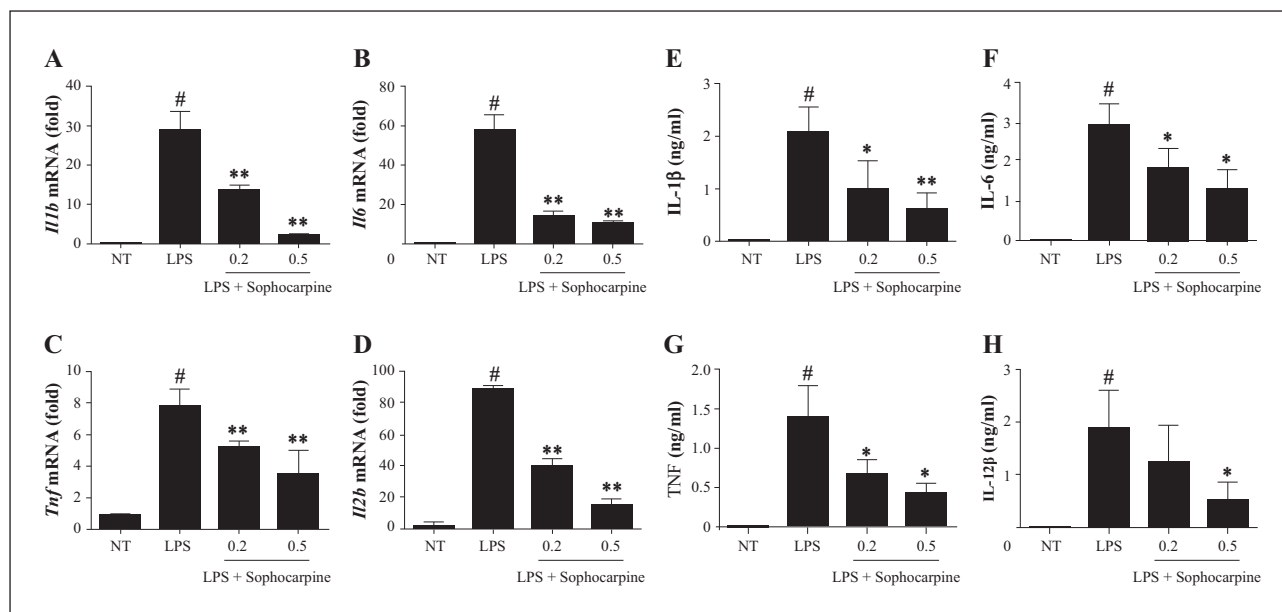 A
Il1b mRNA (fold)
40
30
20
10
0
#
**
**
NT
LPS
0.2
0.5
LPS + Sophocarpine
B
Il6 mRNA (fold)
80
60
40
20
0
#
**
**
NT
LPS
0.2
0.5
LPS + Sophocarpine
E
IL-1β (ng/ml)
3
2
1
0
#
*
**
NT
LPS
0.2
0.5
LPS + Sophocarpine
F
IL-6 (ng/ml)
4
3
2
1
0
#
*
*
NT
LPS
0.2
0.5
LPS + Sophocarpine
C
Tnf mRNA (fold)
10
8
6
4
2
0
#
**
**
NT
LPS
0.2
0.5
LPS + Sophocarpine
D
Il2b mRNA (fold)
100
80
60
40
20
0
#
**
**
NT
LPS
0.2
0.5
LPS + Sophocarpine
G
TNF (ng/ml)
2.0
1.5
1.0
0.5
0
#
*
*
NT
LPS
0.2
0.5
LPS + Sophocarpine
H
IL-12β (ng/ml)
3
2
1
0
#
*
NT
LPS
0.2
0.5
LPS + Sophocarpine